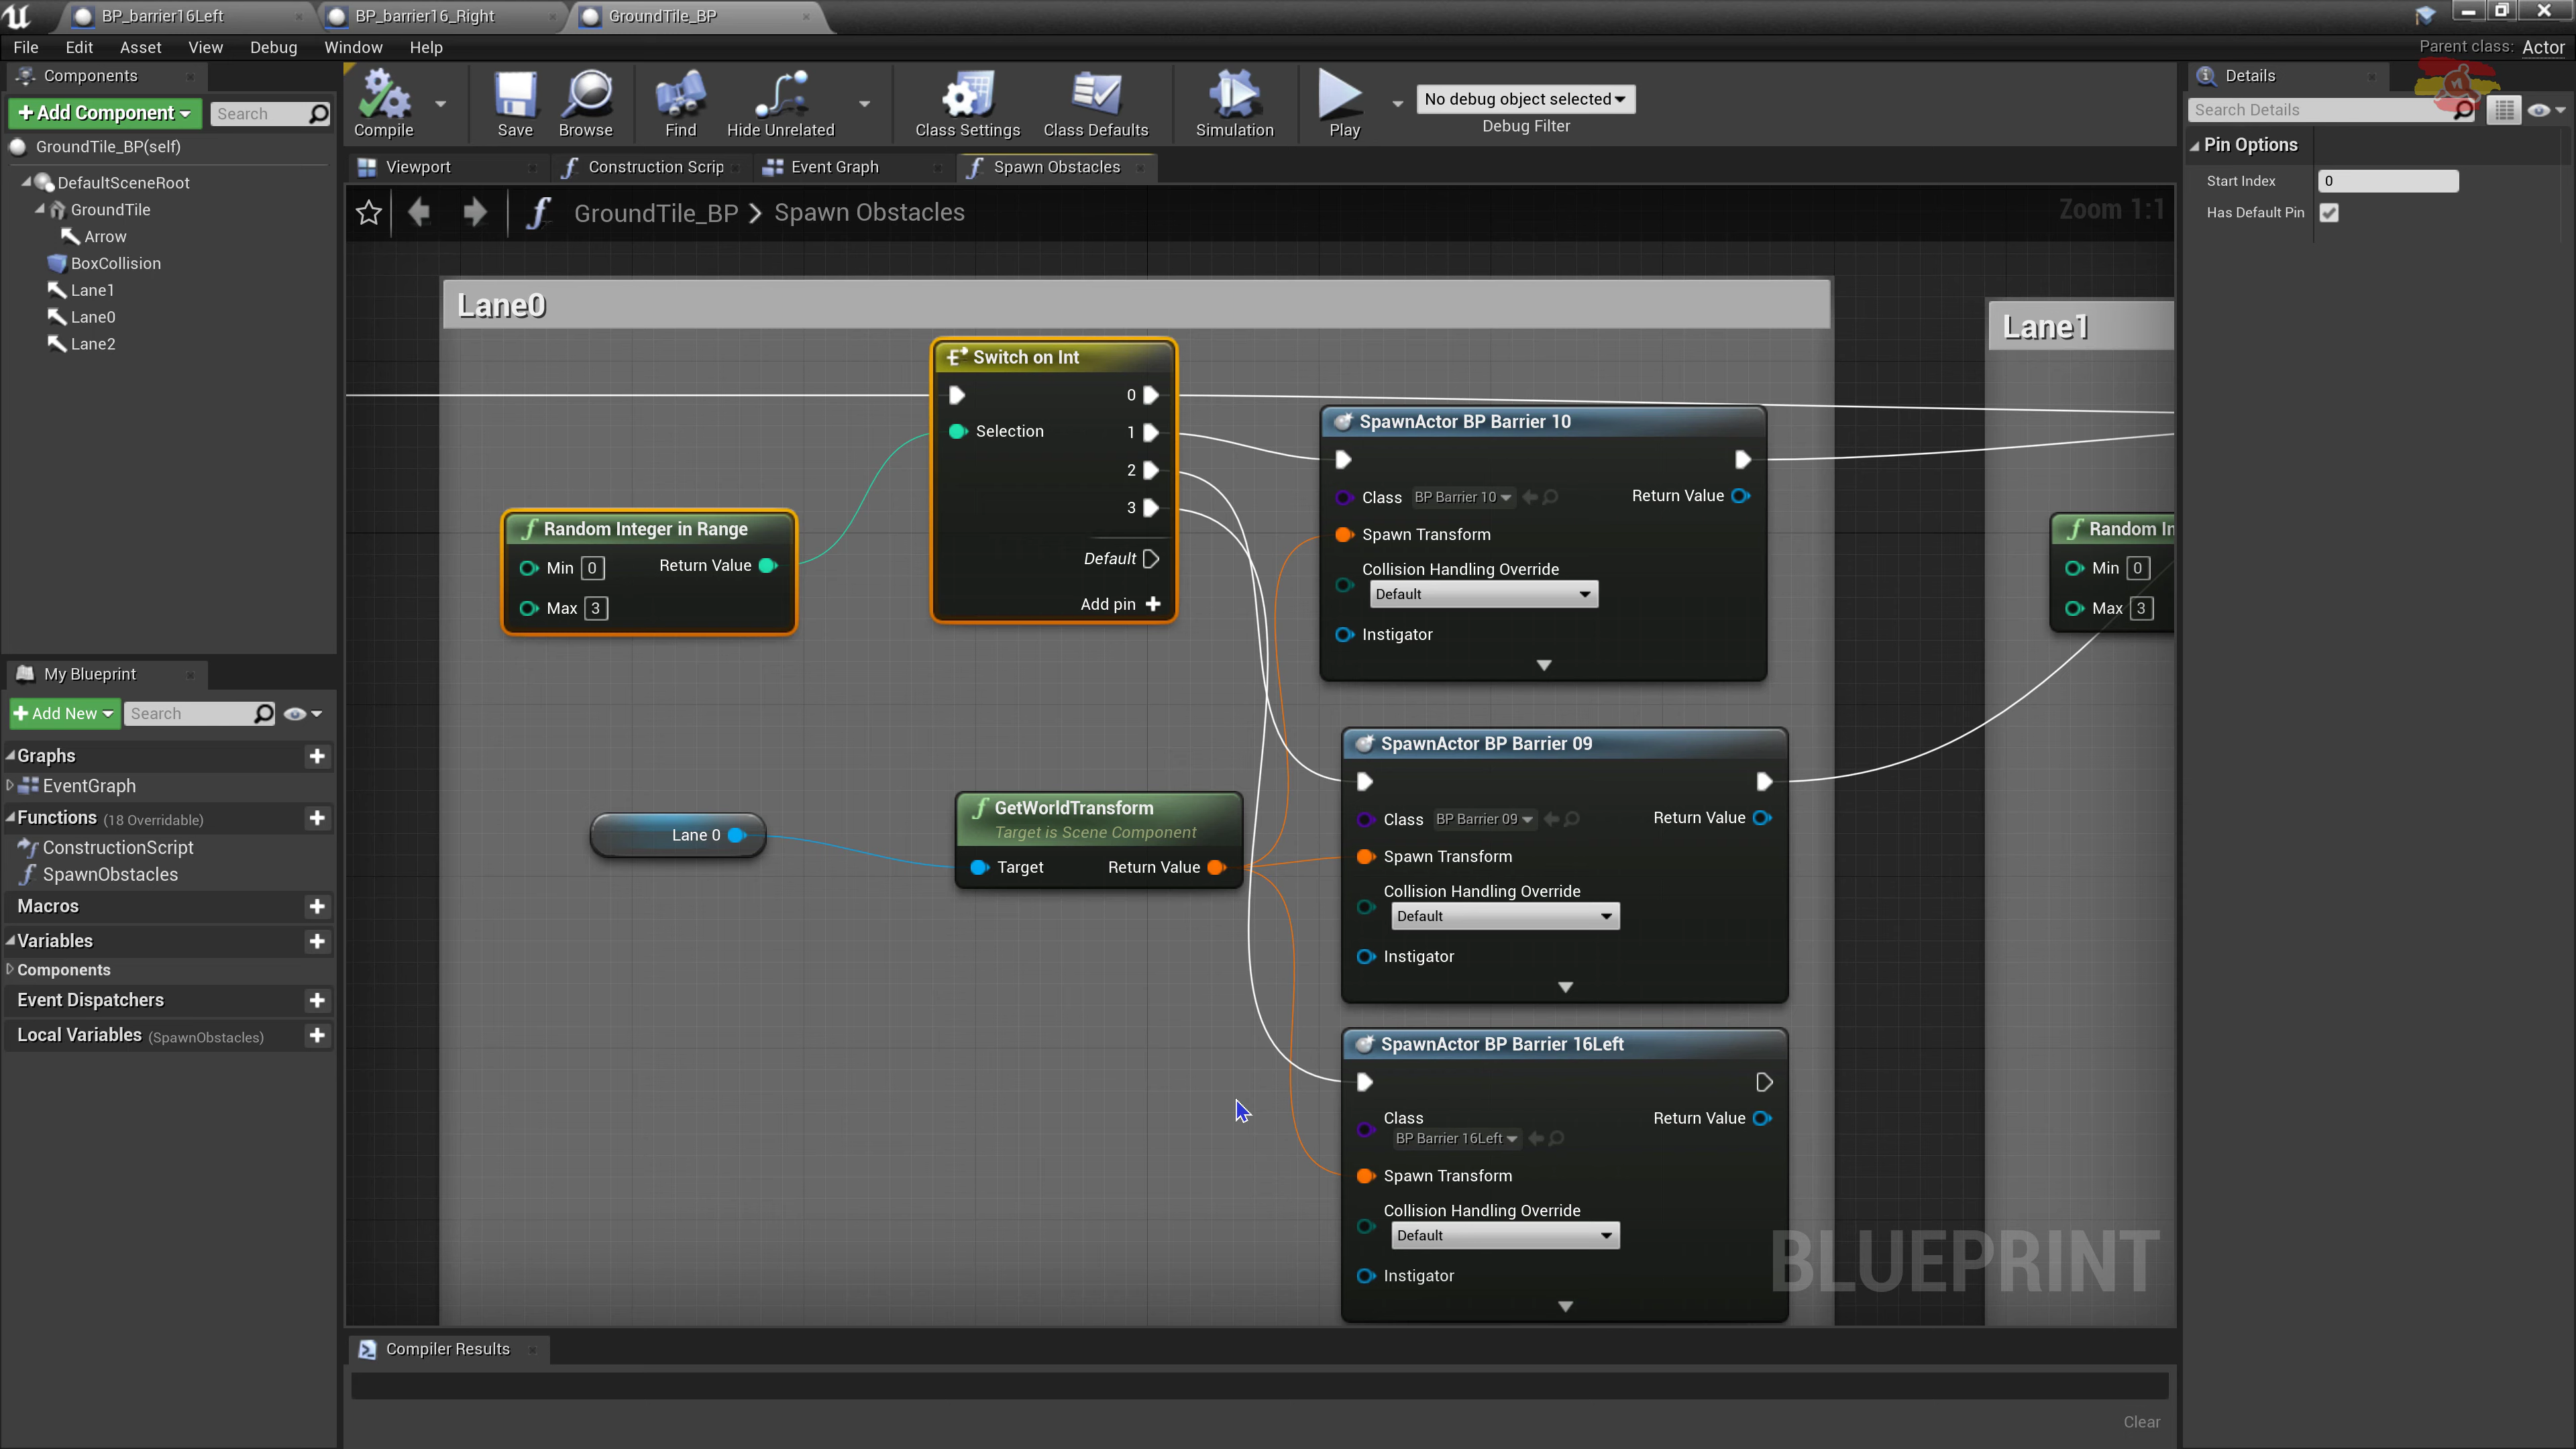 BP_barrier16Left
BP_barrier16_Right
GroundTile_BP
File Edit Asset View Debug Window Help
Parent class: Actor
Components
Add Component
Search
GroundTile_BP(self)
DefaultSceneRoot
GroundTile
Arrow
BoxCollision
Lane1
Lane0
Lane2
Compile
Save
Browse
Find
Hide Unrelated
Class Settings
Class Defaults
Simulation
Play
No debug object selected
Debug Filter
Viewport
Construction Scrip
Event Graph
Spawn Obstacles
GroundTile_BP > Spawn Obstacles
Zoom 1:1
Details
Search Details
Pin Options
Start Index 0
Has Default Pin
My Blueprint
Add New
Search
Graphs
EventGraph
Functions (18 Overridable)
ConstructionScript
SpawnObstacles
Macros
Variables
Components
Event Dispatchers
Local Variables (SpawnObstacles)
Lane0
Switch on Int
0
Selection 1
2
3
Default
Add pin
Random Integer in Range
Min 0 Return Value
Max 3
Lane 0
GetWorldTransform
Target is Scene Component
Target Return Value
SpawnActor BP Barrier 10
Class BP Barrier 10 Return Value
Spawn Transform
Collision Handling Override
Default
Instigator
SpawnActor BP Barrier 09
Class BP Barrier 09 Return Value
Spawn Transform
Collision Handling Override
Default
Instigator
SpawnActor BP Barrier 16Left
Class Return Value
BP Barrier 16Left
Spawn Transform
Collision Handling Override
Default
Instigator
Lane1
Random In
Min 0
Max 3
BLUEPRINT
Compiler Results
Clear